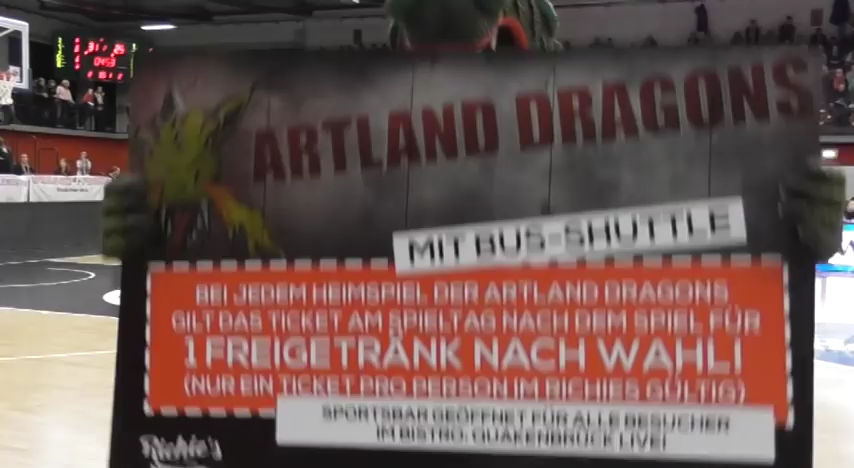 ARTLAND DRAGONS
MIT BUS-SHUTTLE
BEI JEDEM HEIMSPIEL DER ARTLAND DRAGONS
GILT DAS TICKET AM SPIELTAG NACH DEM SPIEL FÜR
1 FREIGETRÄNK NACH WAHL!
(NUR EIN TICKET PRO PERSON IM RICHIES GÜLTIG)
SPORTSBAR GEÖFFNET FÜR ALLE BESUCHER
IM BISTRO: QUAKENBRÜCK LIVE!
Richie's